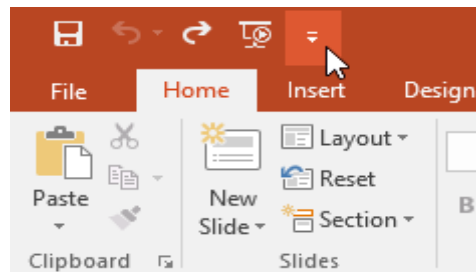 File Home Insert Design
Layout
Reset
Section
Paste
New
Slide
B
Clipboard Slides